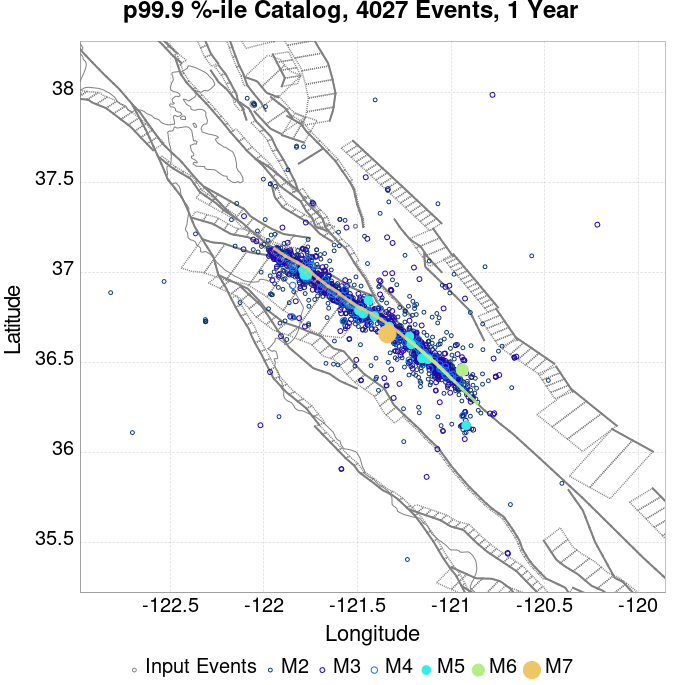 p99.9 %-ile Catalog, 4027 Events, 1 Year
38
37.5
37
36.5
36
35.5
Latitude
-122.5 -122 -121.5 -121 -120.5 -120
Longitude
Input Events M2 M3 M4 M5 M6 M7